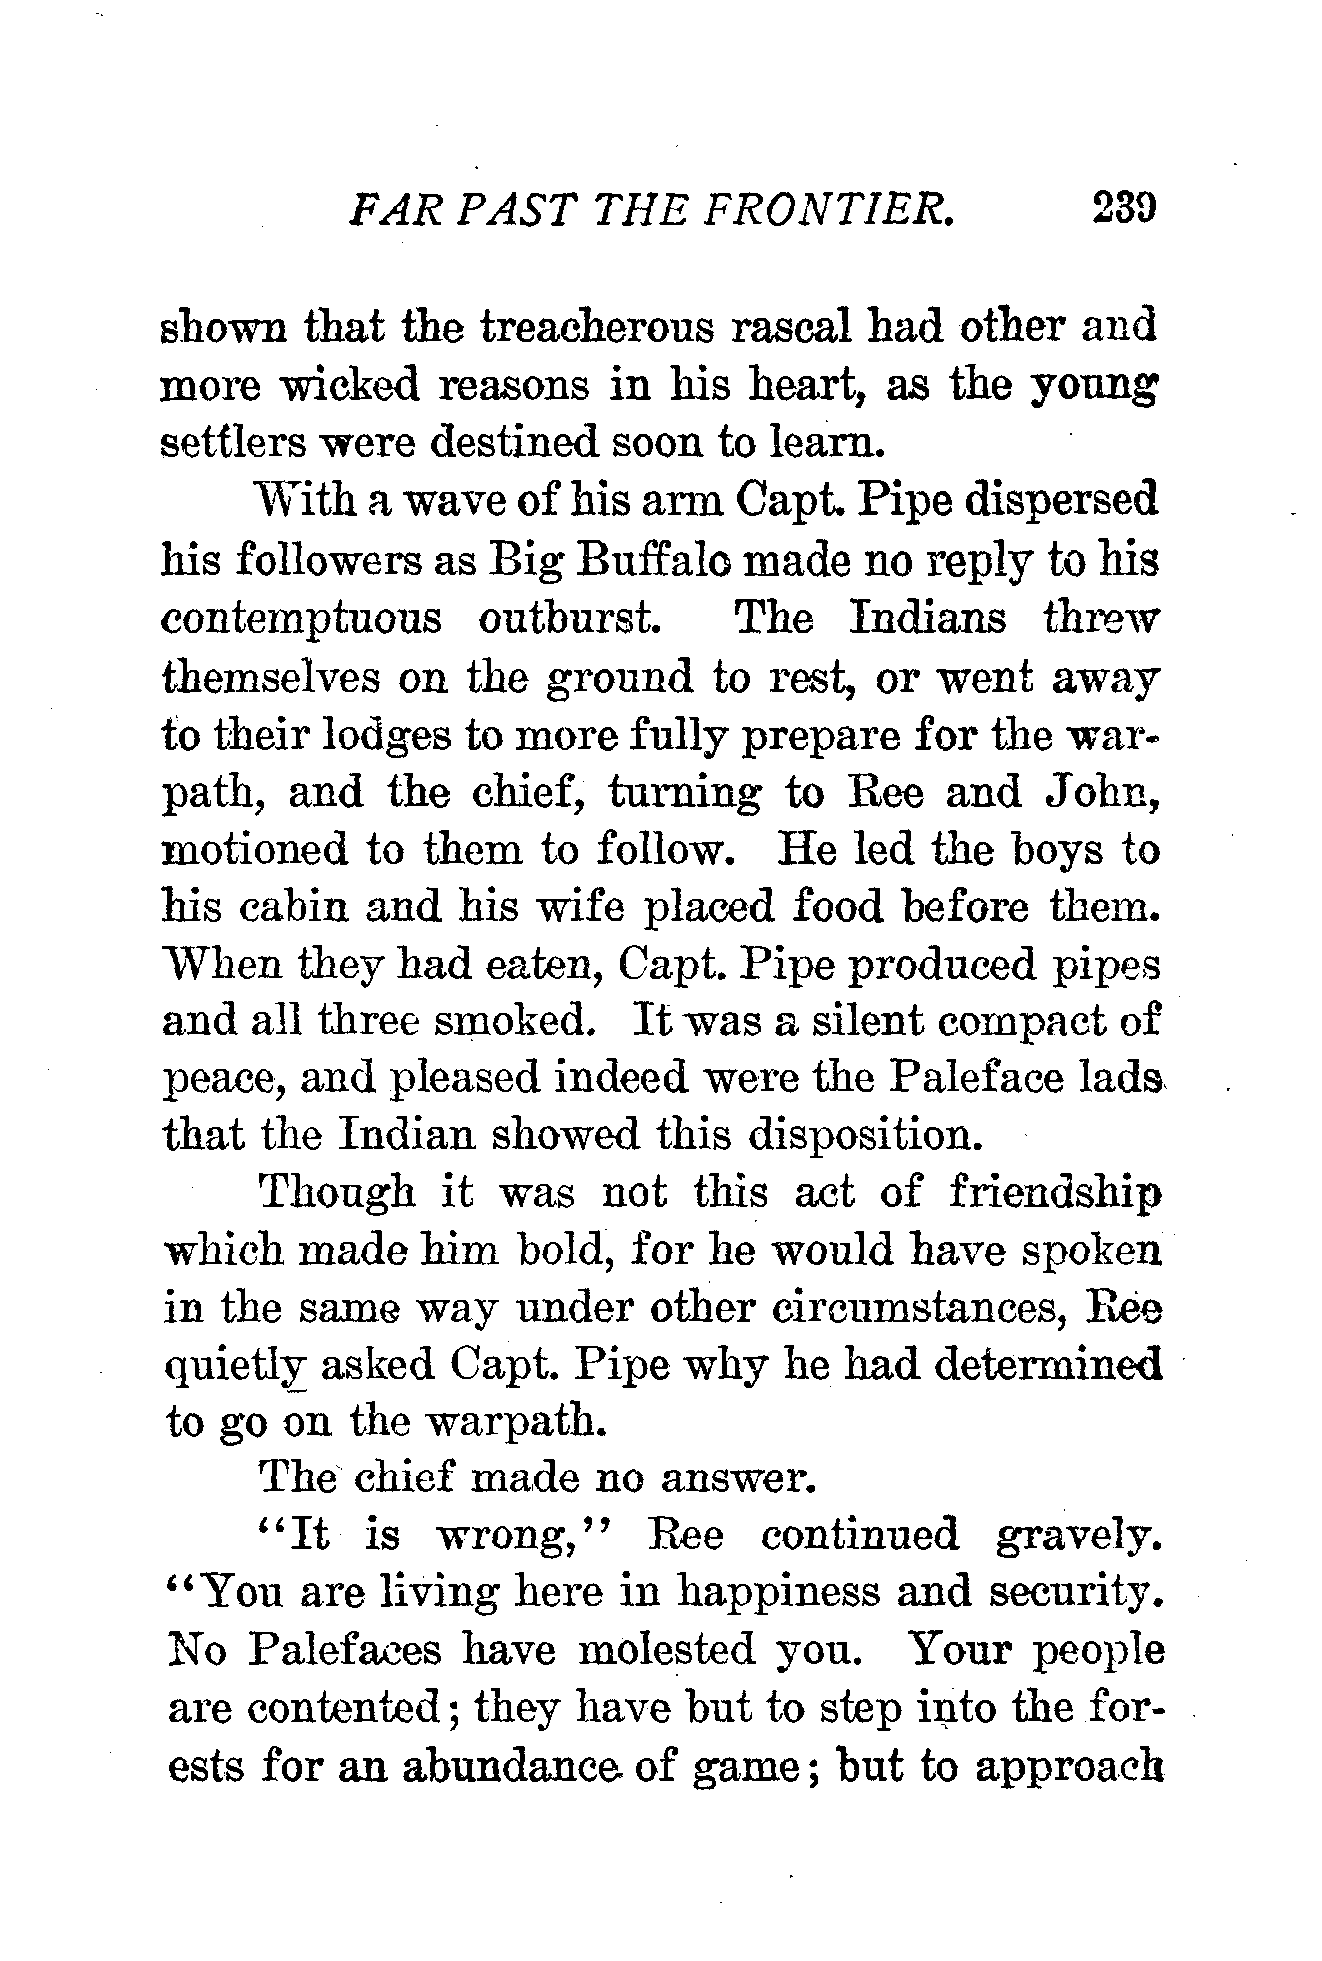 FAR PAST THE FRONTIER. 239
shown that the treacherous rascal had other and
more wicked reasons in his heart, as the young
settlers were destined soon to learn.
With a wave of his arm Capt. Pipe dispersed
his followers as Big Buffalo made no reply to his
contemptuous outburst. The Indians threw
themselves on the ground to rest, or went away
to their lodges to more fully prepare for the war-
path, and the chief, turning to Ree and John,
motioned to them to follow. He led the boys to
his cabin and his wife placed food before them.
When they had eaten, Capt. Pipe produced pipes
and all three smoked. It was a silent compact of
peace, and pleased indeed were the Paleface lads
that the Indian showed this disposition.
Though it was not this act of friendship
which made him bold, for he would have spoken
in the same way under other circumstances, Ree
quietly asked Capt. Pipe why he had determined
to go on the warpath.
The chief made no answer.
“It is wrong,” Ree continued gravely.
“You are living here in happiness and security.
No Palefaces have molested you. Your people
are contented; they have but to step into the for-
ests for an abundance of game; but to approach